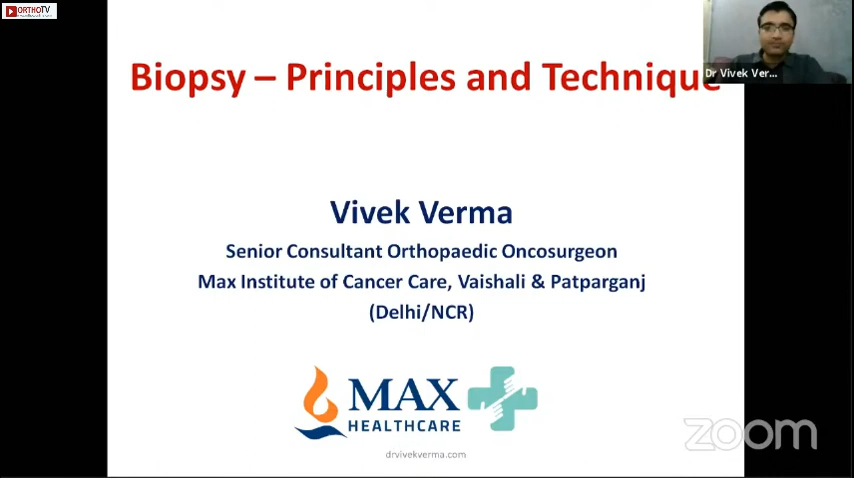 ORTHOTV
Biopsy – Principles and Technique
Dr Vivek Ver...
Vivek Verma
Senior Consultant Orthopaedic Oncosurgeon
Max Institute of Cancer Care, Vaishali & Patparganj
(Delhi/NCR)
MAX
HEALTHCARE
drvivekverma.com
zoom